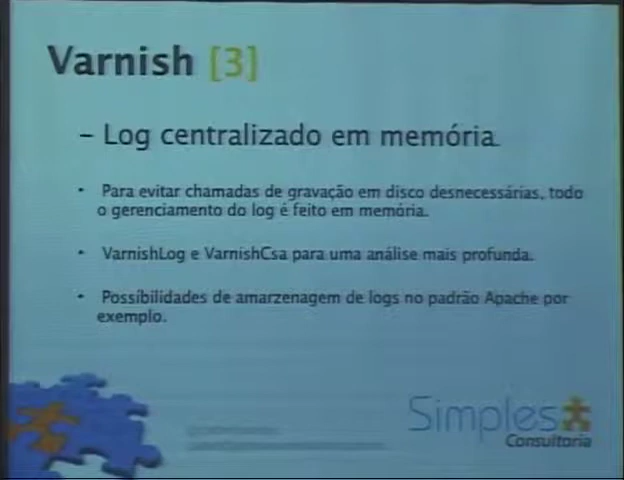 Varnish [3]
– Log centralizado em memória.
• Para evitar chamadas de gravação em disco desnecessárias, todo
o gerenciamento do log é feito em memória.
• VarnishLog e VarnishCsa para uma análise mais profunda.
• Possíbilidades de amarzenagem de logs no padrão Apache por
exemplo.
Simples
Consultoria